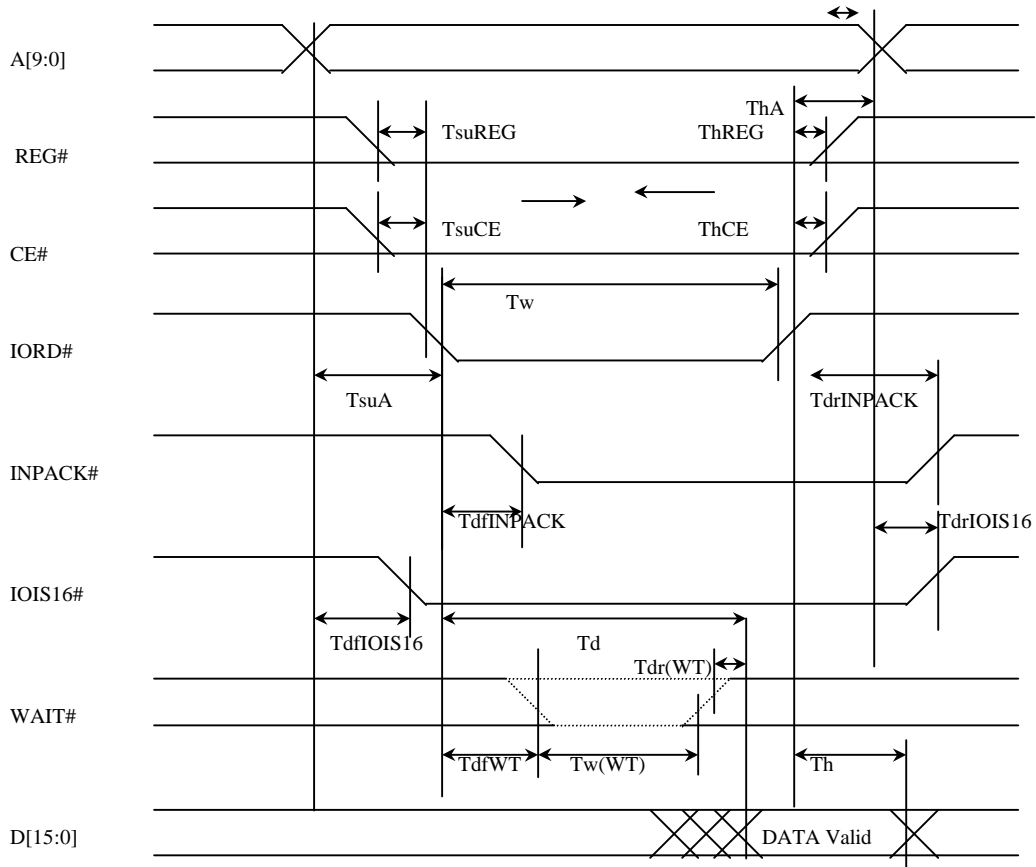 A[9:0]
ThA
TsuREG
ThREG
REG#
TsuCE
ThCE
CE#
Tw
IORD#
TsuA
TdrINPACK
INPACK#
TdfINPACK
TdrIOIS16
IOIS16#
TdfIOIS16
Td
Tdr(WT)
WAIT#
TdfWT
Tw(WT)
Th
D[15:0]
DATA Valid